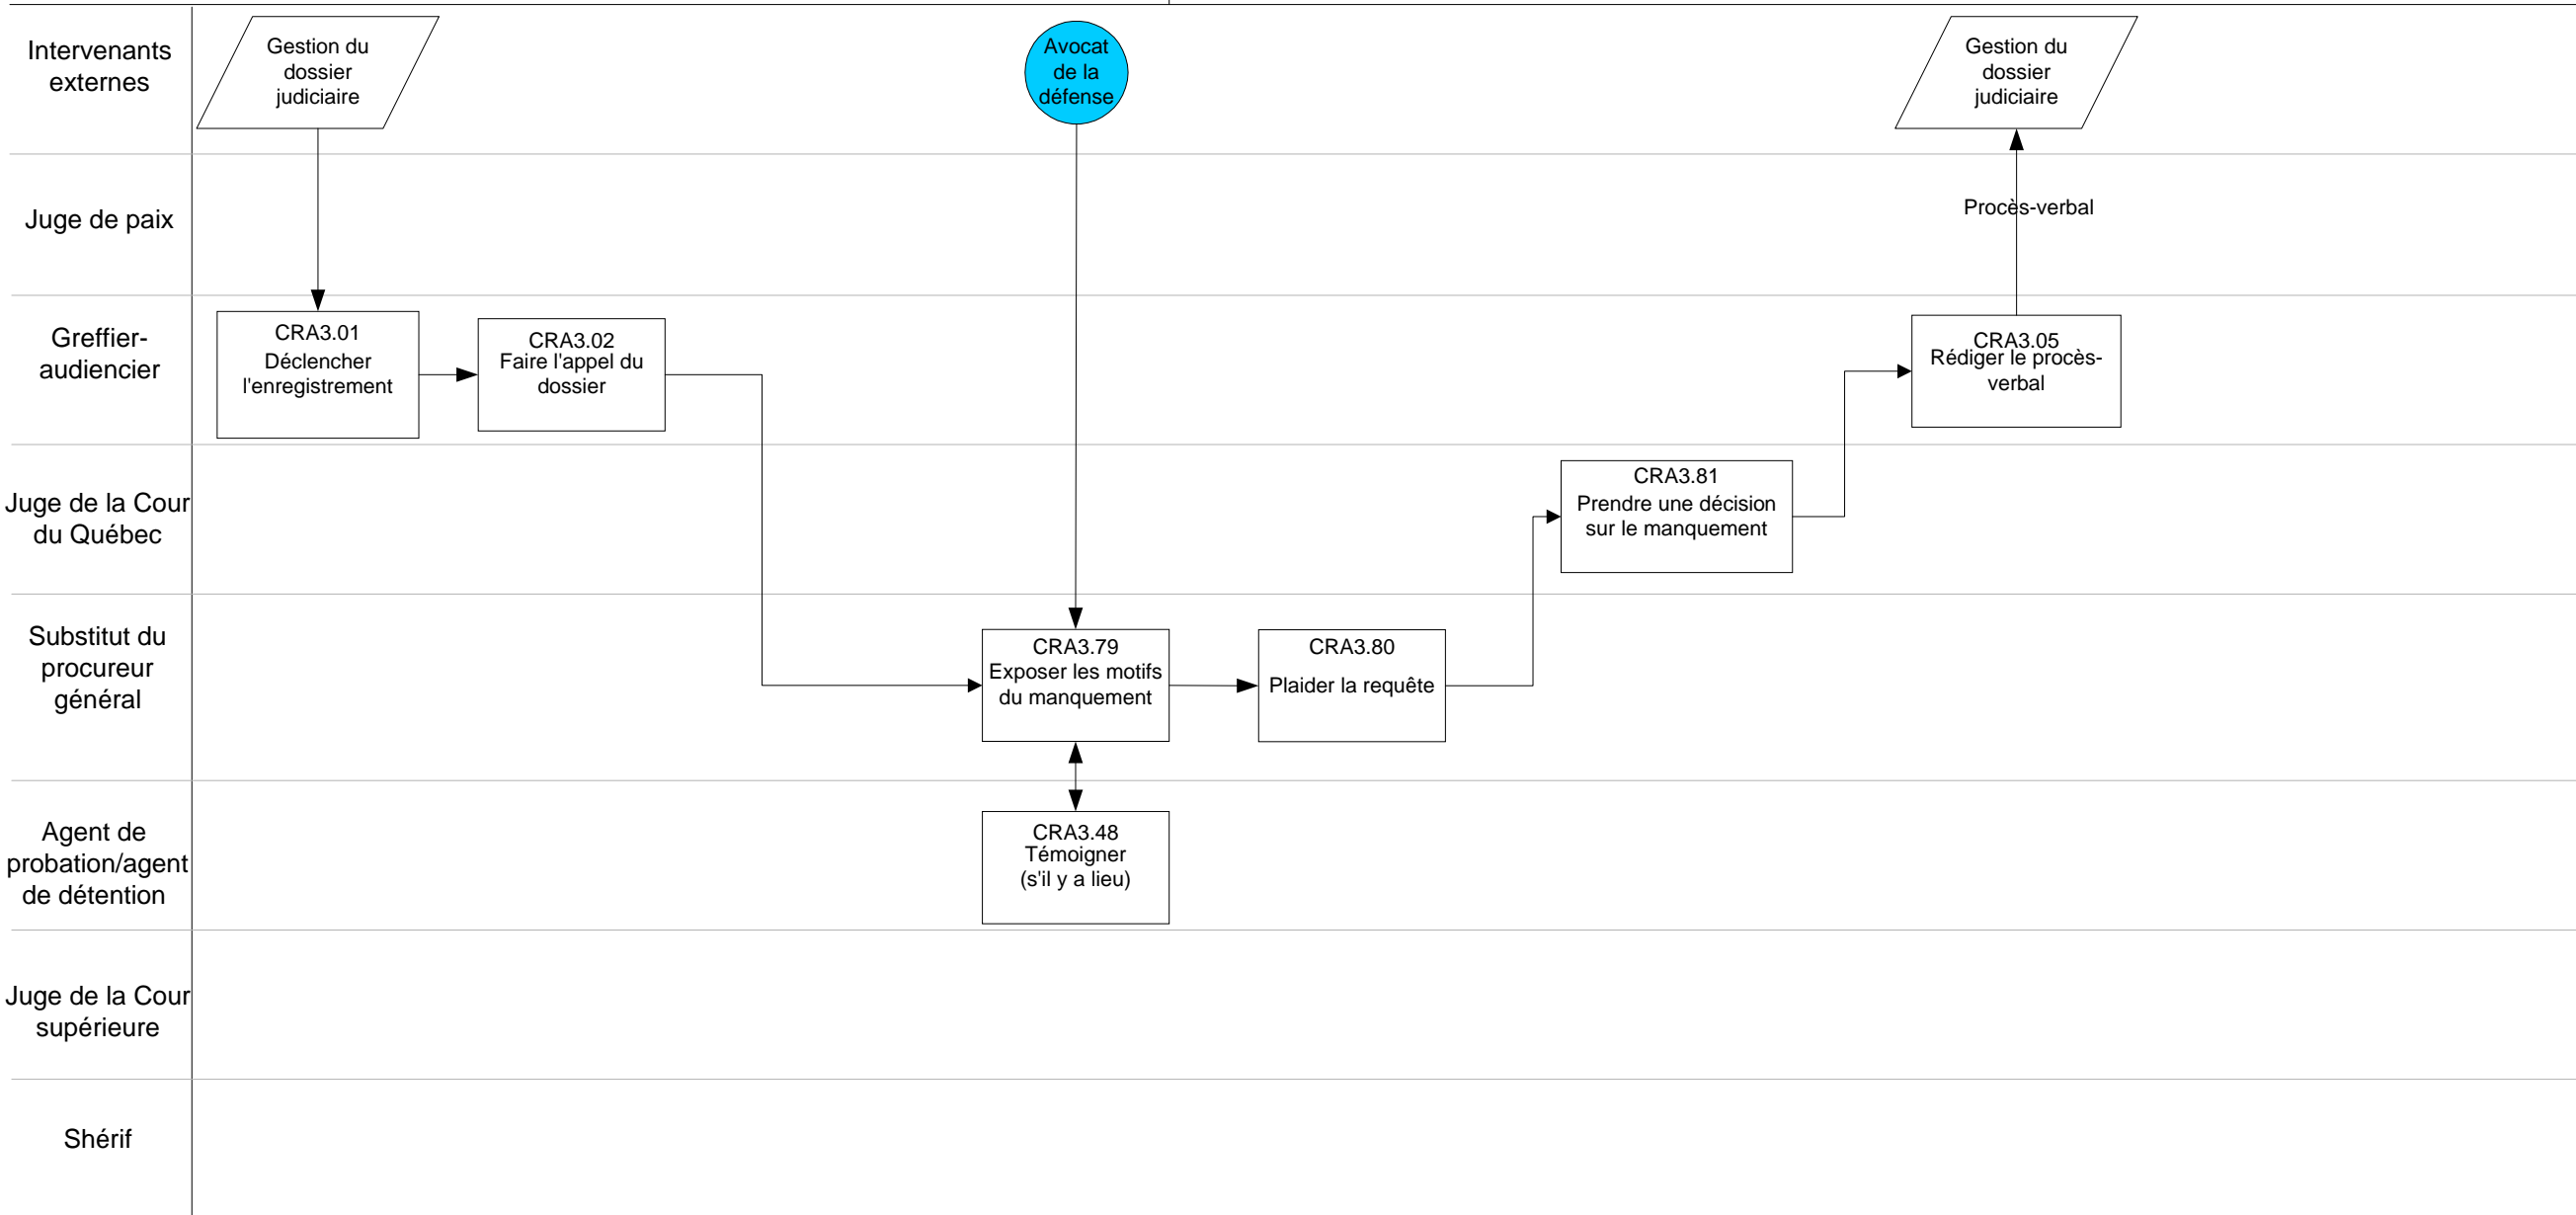 Intervenants
externes
Gestion du
dossier
judiciaire
Avocat
de la
défense
Gestion du
dossier
judiciaire
Juge de paix
Procès-verbal
Greffier-
audiencier
CRA3.01
Déclencher
l'enregistrement
CRA3.02
Faire l'appel du
dossier
CRA3.05
Rédiger le procès-
verbal
Juge de la Cour
du Québec
CRA3.81
Prendre une décision
sur le manquement
Substitut du
procureur
général
CRA3.79
Exposer les motifs
du manquement
CRA3.80
Plaider la requête
Agent de
probation/agent
de détention
CRA3.48
Témoigner
(s'il y a lieu)
Juge de la Cour
supérieure
Shérif